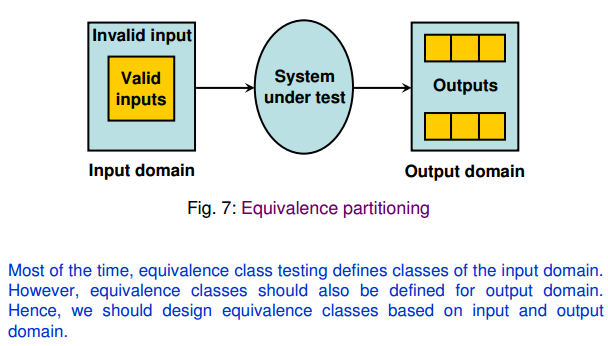 Invalid input
Valid
inputs
System
under test
Outputs
Input domain
Output domain
Fig. 7: Equivalence partitioning
Most of the time, equivalence class testing defines classes of the input domain.
However, equivalence classes should also be defined for output domain.
Hence, we should design equivalence classes based on input and output
domain.